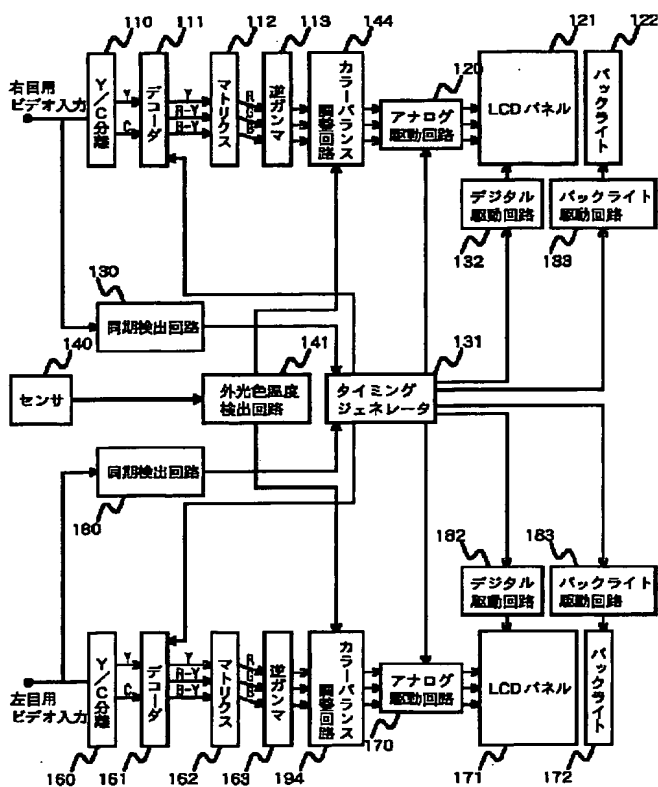 110
111
112
113
144
121
122
右目用
ビデオ入力
Y/C分離
Y
C
デコーダ
Y
R-Y
B-Y
マトリクス
R
G
B
逆ガンマ
カラーバランス
調整回路
120
アナログ
駆動回路
LCDパネル
バックライト
デジタル
駆動回路
バックライト
駆動回路
132
133
130
同期検出回路
140
センサ
141
外光色温度
検出回路
131
タイミング
ジェネレータ
同期検出回路
180
182
183
デジタル
駆動回路
バックライト
駆動回路
左目用
ビデオ入力
Y/C分離
Y
C
デコーダ
Y
R-Y
B-Y
マトリクス
R
G
B
逆ガンマ
カラーバランス
調整回路
アナログ
駆動回路
LCDパネル
バックライト
160
161
162
163
194
170
171
172